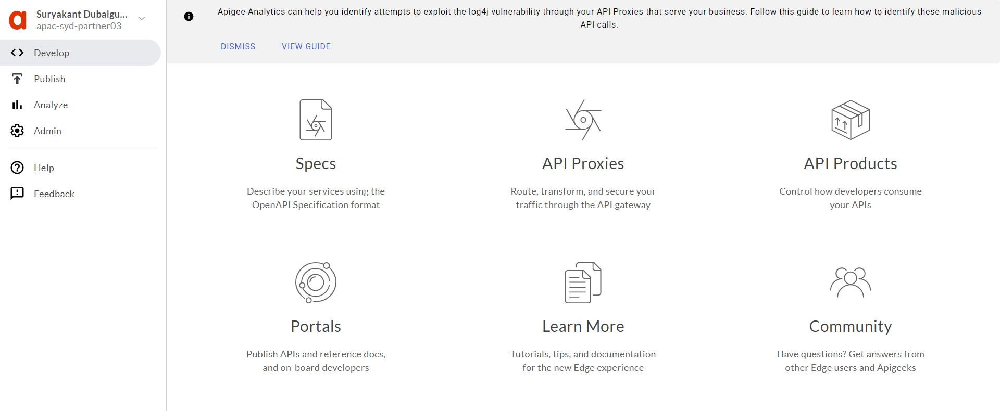 Suryakant Dubalgu...
apac-syd-partner03
Develop
Publish
Analyze
Admin
Help
Feedback
Apigee Analytics can help you identify attempts to exploit the log4j vulnerability through your API Proxies that serve your business. Follow this guide to learn how to identify these malicious
API calls.
DISMISS
VIEW GUIDE
Specs
Describe your services using the
OpenAPI Specification format
API Proxies
Route, transform, and secure your
traffic through the API gateway
API Products
Control how developers consume
your APIs
Portals
Publish APIs and reference docs,
and on-board developers
Learn More
Tutorials, tips, and documentation
for the new Edge experience
Community
Have questions? Get answers from
other Edge users and Apigeeks